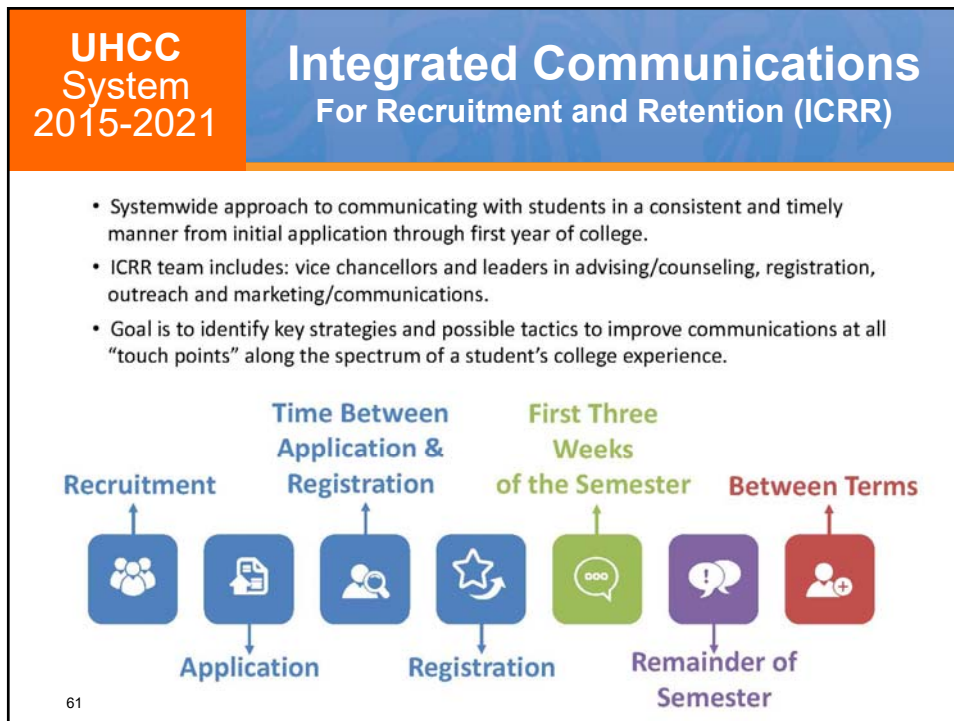 UHCC
System
2015-2021
Integrated Communications
For Recruitment and Retention (ICRR)
• Systemwide approach to communicating with students in a consistent and timely
manner from initial application through first year of college.
• ICRR team includes: vice chancellors and leaders in advising/counseling, registration,
outreach and marketing/communications.
• Goal is to identify key strategies and possible tactics to improve communications at all
“touch points” along the spectrum of a student’s college experience.
Recruitment
Application
Time Between
Application &
Registration
Registration
First Three
Weeks
of the Semester
Remainder of
Semester
Between Terms
61